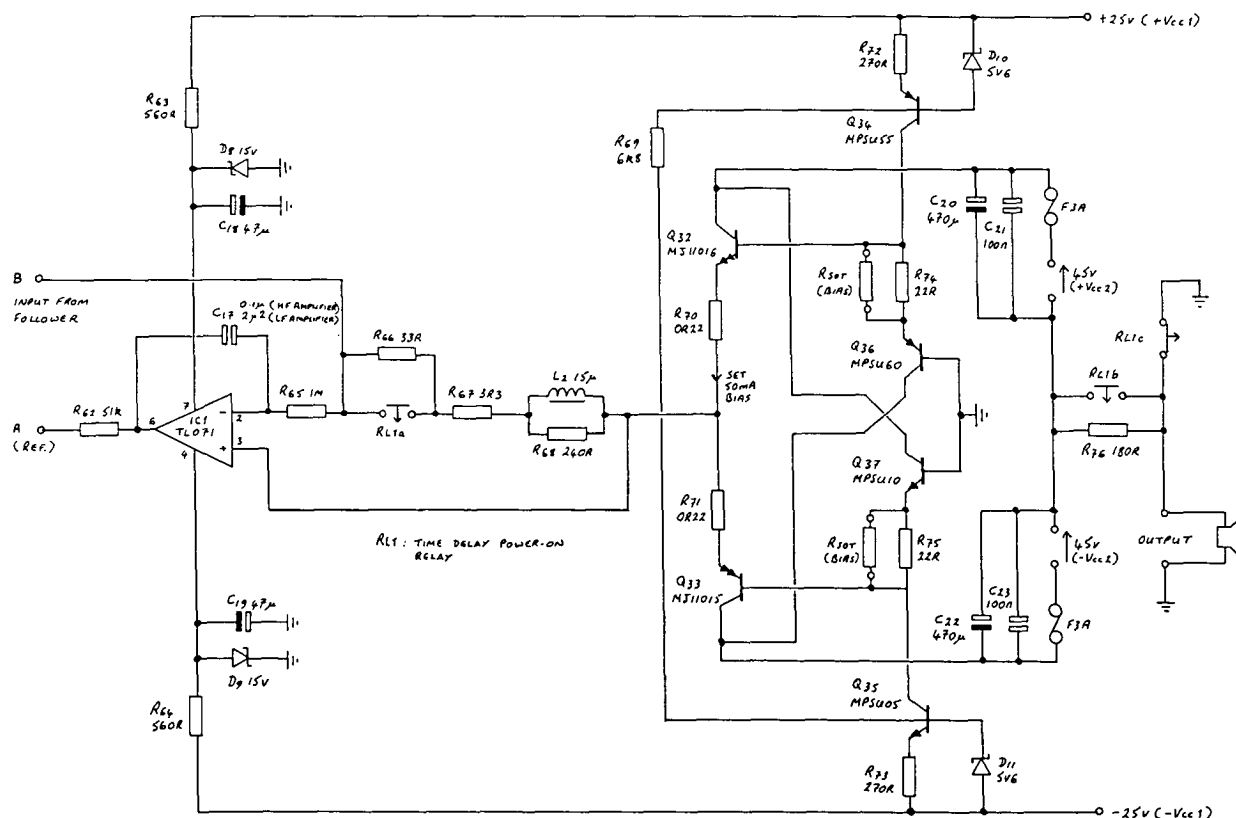 +25v (+Vcc1)
R72
270R
D10
5V6
R63
560R
Q34
MPSU55
R69
6K8
D8 15v
C18 47µ
C20
470µ
C21
100n
F3A
Q32
MJ11016
RSOT
(BIAS)
R74
22R
45v
(+Vcc2)
B
INPUT FROM
FOLLOWER
0.1µ (HF AMPLIFIER)
C17 2µ2 (LF AMPLIFIER)
R66 33R
R70
0R22
RL1c
L2 15µ
SET
50mA
BIAS
Q36
MPSU60
R65 1M
R67 3R3
RL1b
R62 51K
7
6
IC1
TL071
-
2
RL1a
A
(REF.)
4
+
3
R68 240R
R76 180R
Q37
MPSU10
R71
0R22
RL1 : TIME DELAY POWER-ON
RELAY
RSOT
(BIAS)
R75
22R
45v
(-Vcc2)
OUTPUT
Q33
MJ11015
C19 47µ
C22
470µ
C23
100n
F3A
D9 15v
R64
560R
Q35
MPSU05
R73
270R
D11
5V6
-25v (-Vcc1)